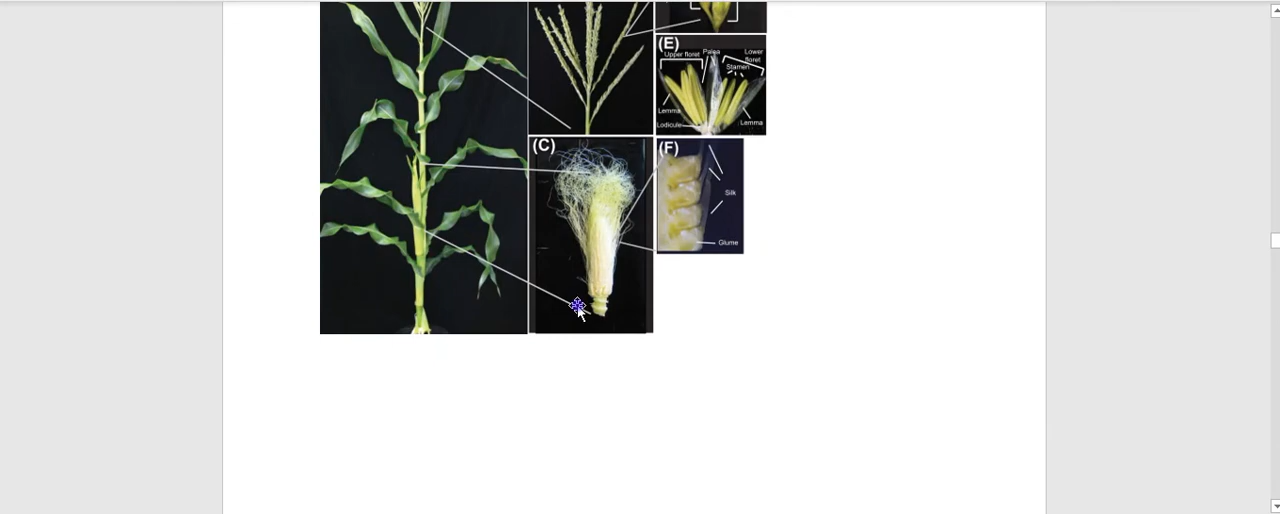 (E)
Upper floret
Palea
Lower
floret
Stamen
Lemma
Lodicule
Lemma
(C)
(F)
Silk
Glume